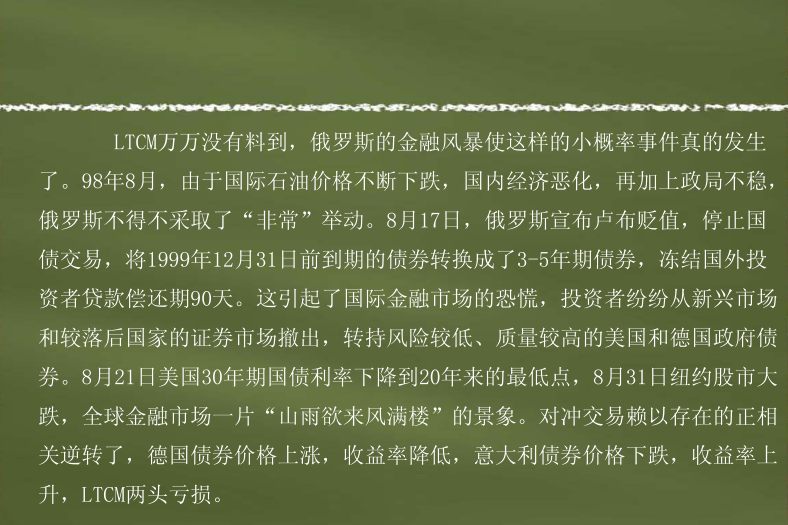 LTCM万万没有料到，俄罗斯的金融风暴使这样的小概率事件真的发生
了。98年8月，由于国际石油价格不断下跌，国内经济恶化，再加上政局不稳，
俄罗斯不得不采取了“非常”举动。8月17日，俄罗斯宣布卢布贬值，停止国
债交易，将1999年12月31日前到期的债券转换成了3-5年期债券，冻结国外投
资者贷款偿还期90天。这引起了国际金融市场的恐慌，投资者纷纷从新兴市场
和较落后国家的证券市场撤出，转持风险较低、质量较高的美国和德国政府债
券。8月21日美国30年期国债利率下降到20年来的最低点，8月31日纽约股市大
跌，全球金融市场一片“山雨欲来风满楼”的景象。对冲交易赖以存在的正相
关逆转了，德国债券价格上涨，收益率降低，意大利债券价格下跌，收益率上
升，LTCM两头亏损。